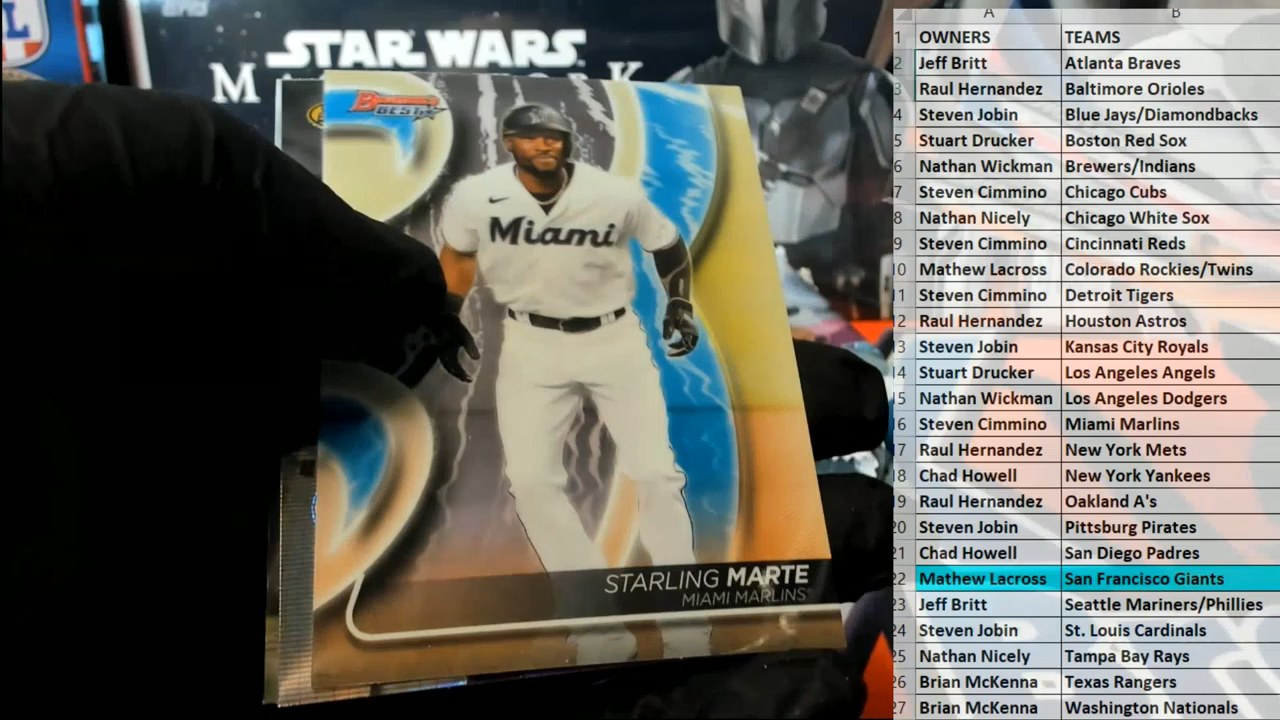 STAR WARS
M K
BOWMAN'S
BEST
Miami
STARLING MARTE
MIAMI MARLINS
A B
1 OWNERS TEAMS
2 Jeff Britt Atlanta Braves
3 Raul Hernandez Baltimore Orioles
4 Steven Jobin Blue Jays/Diamondbacks
5 Stuart Drucker Boston Red Sox
6 Nathan Wickman Brewers/Indians
7 Steven Cimmino Chicago Cubs
8 Nathan Nicely Chicago White Sox
9 Steven Cimmino Cincinnati Reds
10 Mathew Lacross Colorado Rockies/Twins
11 Steven Cimmino Detroit Tigers
12 Raul Hernandez Houston Astros
13 Steven Jobin Kansas City Royals
14 Stuart Drucker Los Angeles Angels
15 Nathan Wickman Los Angeles Dodgers
16 Steven Cimmino Miami Marlins
17 Raul Hernandez New York Mets
18 Chad Howell New York Yankees
19 Raul Hernandez Oakland A's
20 Steven Jobin Pittsburg Pirates
21 Chad Howell San Diego Padres
22 Mathew Lacross San Francisco Giants
23 Jeff Britt Seattle Mariners/Phillies
24 Steven Jobin St. Louis Cardinals
25 Nathan Nicely Tampa Bay Rays
26 Brian McKenna Texas Rangers
27 Brian McKenna Washington Nationals